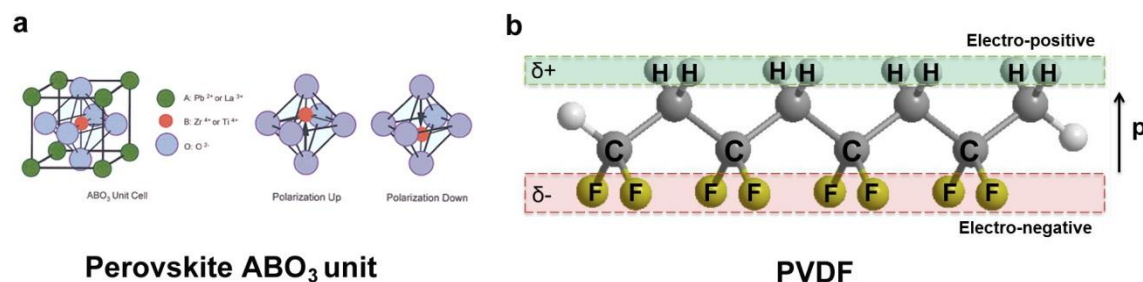 a
A: Pb 2+ or La 3+
B: Zr 4+ or Ti 4+
O: O 2-
ABO3 Unit Cell
Polarization Up
Polarization Down
Perovskite ABO3 unit
b
Electro-positive
δ+
H H H H H H H H
C C C C
p
δ-
F F F F F F F F
Electro-negative
PVDF